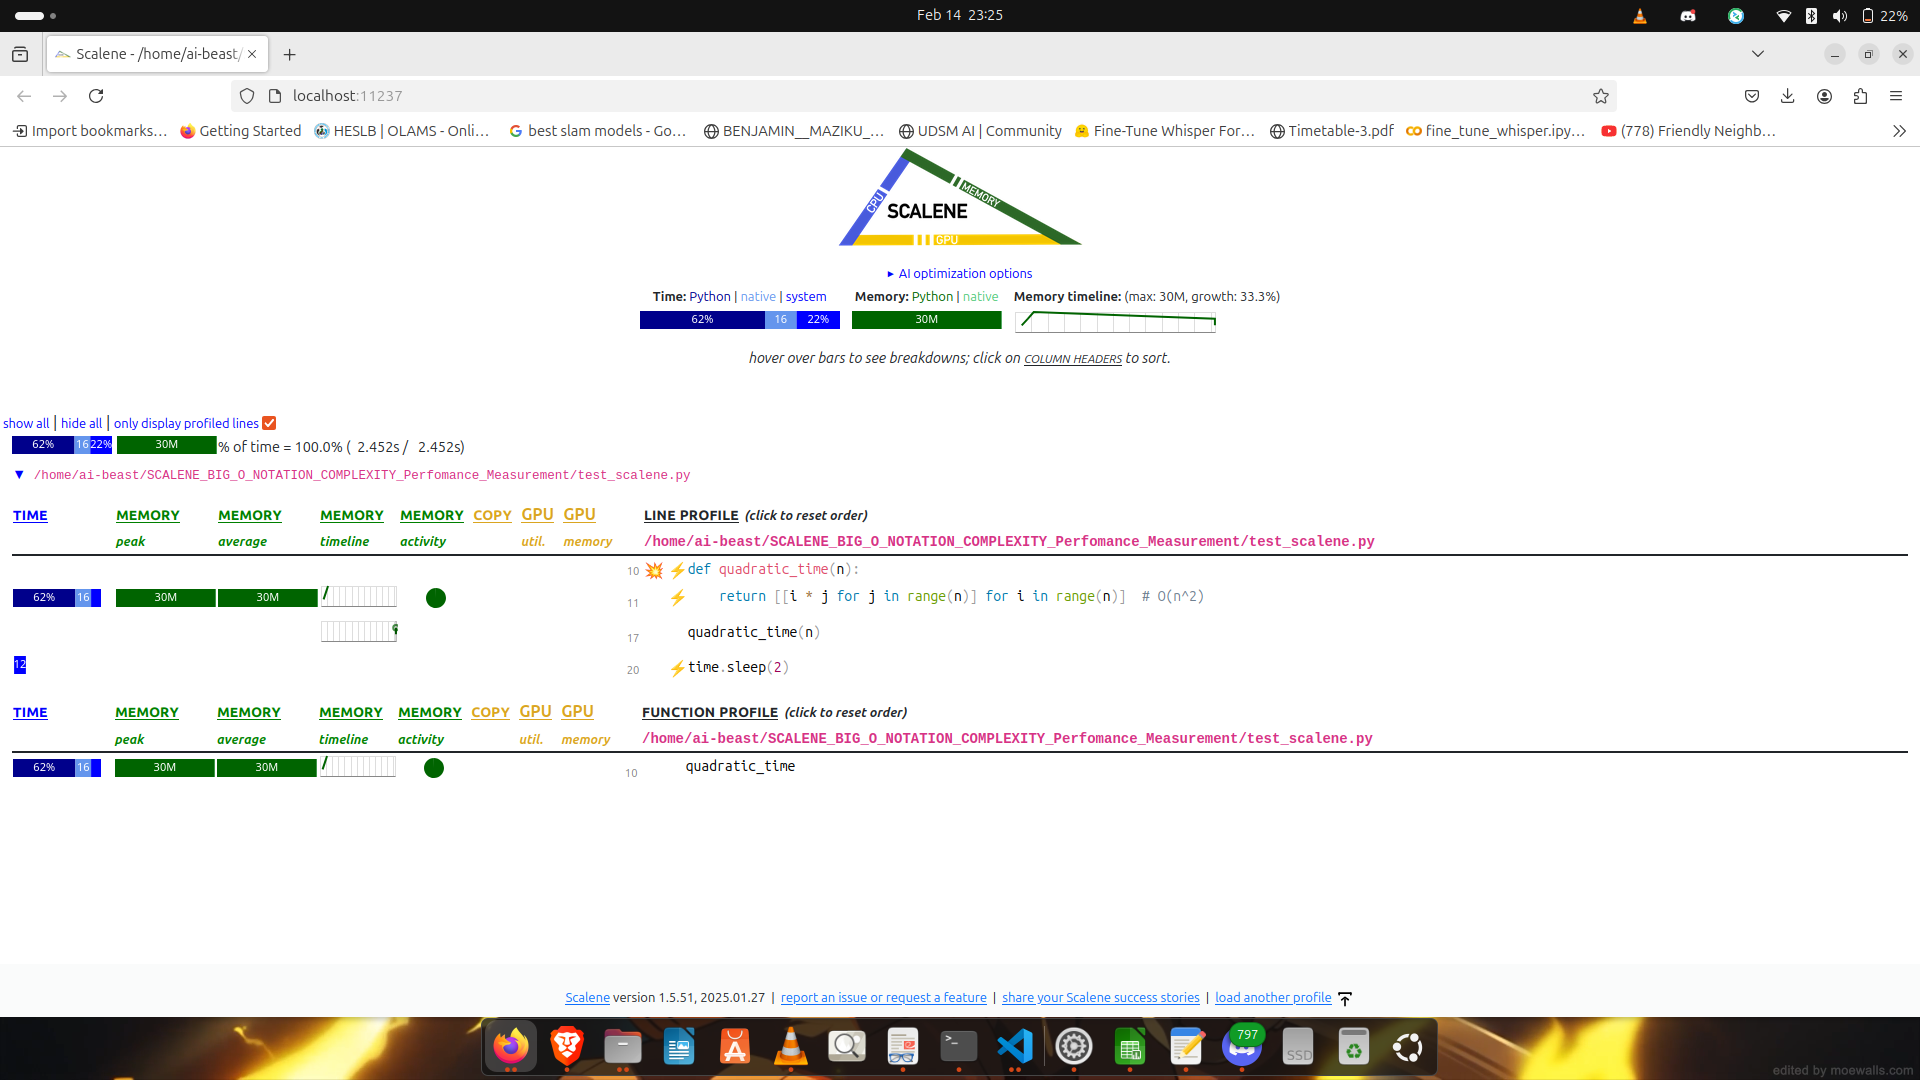 Feb 14 23:25
22%
Scalene - /home/ai-beast/
localhost:11237
Import bookmarks… Getting Started HESLB | OLAMS - Onli… best slam models - Go… BENJAMIN__MAZIKU_… UDSM AI | Community Fine-Tune Whisper For… Timetable-3.pdf fine_tune_whisper.ipy… (778) Friendly Neighb…
CPU
MEMORY
SCALENE
GPU
► AI optimization options
Time: Python | native | system Memory: Python | native Memory timeline: (max: 30M, growth: 33.3%)
62% 16 22% 30M
hover over bars to see breakdowns; click on COLUMN HEADERS to sort.
show all | hide all | only display profiled lines
62% 16 22% 30M % of time = 100.0% ( 2.452s / 2.452s)
▼ /home/ai-beast/SCALENE_BIG_O_NOTATION_COMPLEXITY_Perfomance_Measurement/test_scalene.py
TIME MEMORY MEMORY MEMORY MEMORY COPY GPU GPU LINE PROFILE (click to reset order)
peak average timeline activity util. memory /home/ai-beast/SCALENE_BIG_O_NOTATION_COMPLEXITY_Perfomance_Measurement/test_scalene.py
10 💥 ⚡ def quadratic_time(n):
62% 16 30M 30M 11 ⚡ return [[i * j for j in range(n)] for i in range(n)] # O(n^2)
17 quadratic_time(n)
12 20 ⚡ time.sleep(2)
TIME MEMORY MEMORY MEMORY MEMORY COPY GPU GPU FUNCTION PROFILE (click to reset order)
peak average timeline activity util. memory /home/ai-beast/SCALENE_BIG_O_NOTATION_COMPLEXITY_Perfomance_Measurement/test_scalene.py
62% 16 30M 30M 10 quadratic_time
Scalene version 1.5.51, 2025.01.27 | report an issue or request a feature | share your Scalene success stories | load another profile
797
SSD
edited by moewalls.com